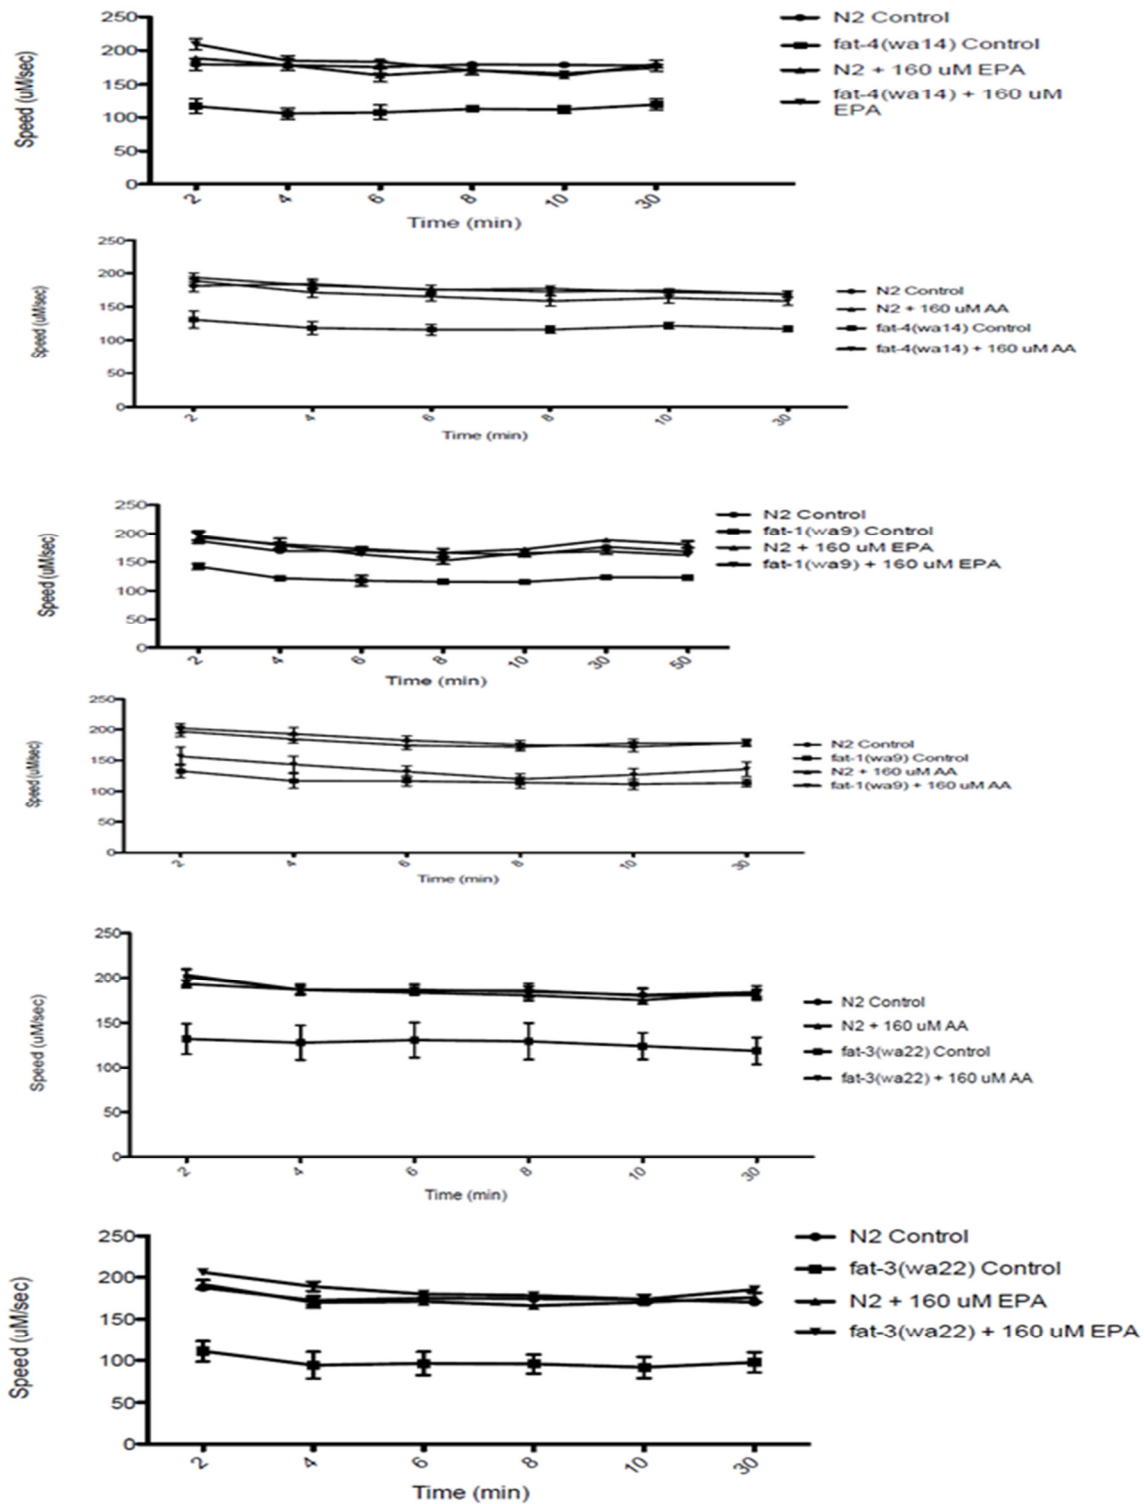 250
200
150
100
50
0
Speed (uM/sec)
2 4 6 8 10 30
Time (min)
N2 Control
fat-4(wa14) Control
N2 + 160 uM EPA
fat-4(wa14) + 160 uM
EPA
250
200
150
100
50
0
Speed (uM/sec)
2 4 6 8 10 30
Time (min)
N2 Control
N2 + 160 uM AA
fat-4(wa14) Control
fat-4(wa14) + 160 uM AA
250
200
150
100
50
0
Speed (uM/sec)
2 4 6 8 10 30 50
Time (min)
N2 Control
fat-1(wa9) Control
N2 + 160 uM EPA
fat-1(wa9) + 160 uM EPA
250
200
150
100
50
0
Speed (uM/sec)
2 4 6 8 10 30
Time (min)
N2 Control
fat-1(wa9) Control
N2 + 160 uM AA
fat-1(wa9) + 160 uM AA
250
200
150
100
50
0
Speed (uM/sec)
2 4 6 8 10 30
Time (min)
N2 Control
N2 + 160 uM AA
fat-3(wa22) Control
fat-3(wa22) + 160 uM AA
250
200
150
100
50
0
Speed (uM/sec)
2 4 6 8 10 30
Time (min)
N2 Control
fat-3(wa22) Control
N2 + 160 uM EPA
fat-3(wa22) + 160 uM EPA